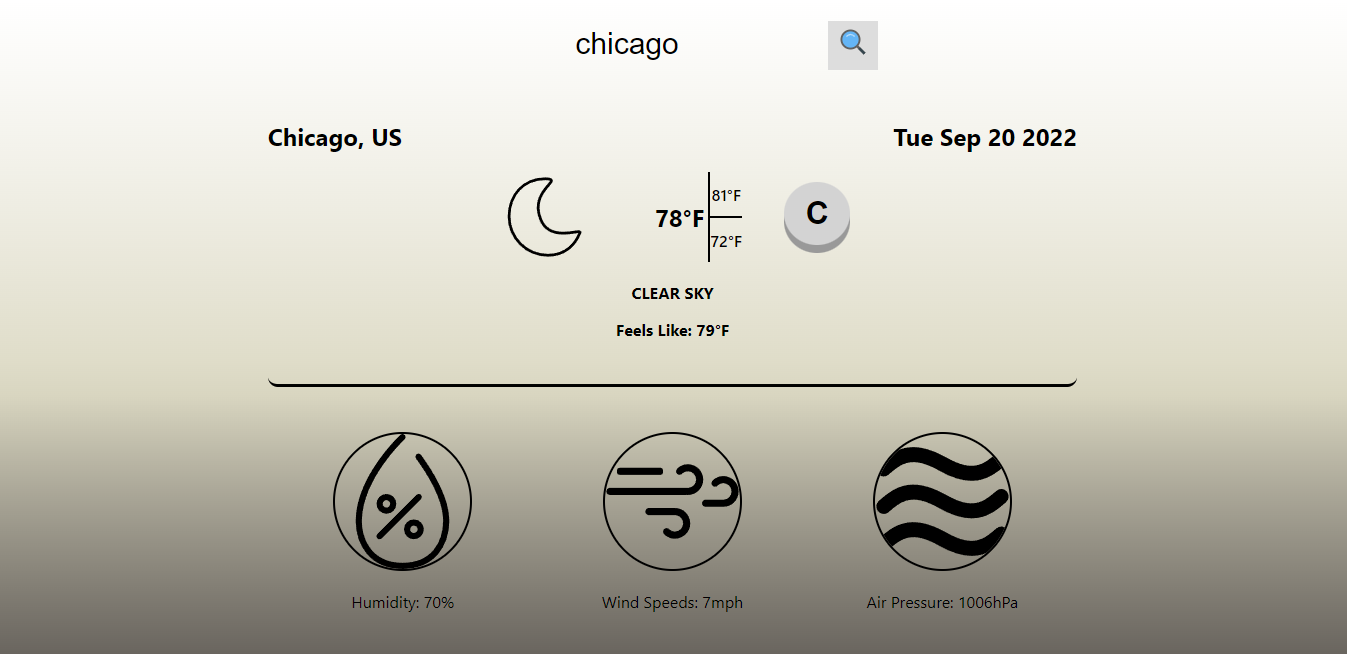 chicago
Chicago, US
Tue Sep 20 2022
78°F
81°F
72°F
C
CLEAR SKY
Feels Like: 79°F
%
Humidity: 70%
Wind Speeds: 7mph
Air Pressure: 1006hPa